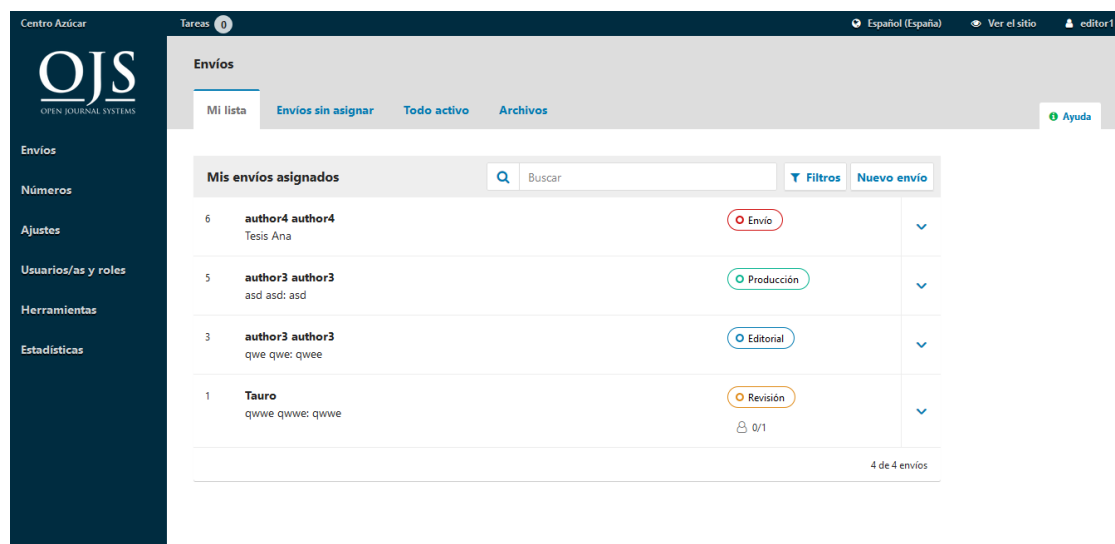 Centro Azúcar
Tareas 0
Español (España)
Ver el sitio
editor1
OJS
OPEN JOURNAL SYSTEMS
Envíos
Números
Ajustes
Usuarios/as y roles
Herramientas
Estadísticas
Envíos
Mi lista
Envíos sin asignar
Todo activo
Archivos
Ayuda
Mis envíos asignados
Buscar
Filtros
Nuevo envío
6 author4 author4 Envío
Tesis Ana
5 author3 author3 Producción
asd asd: asd
3 author3 author3 Editorial
qwe qwe: qwee
1 Tauro Revisión
qwwe qwwe: qwwe
0/1
4 de 4 envíos